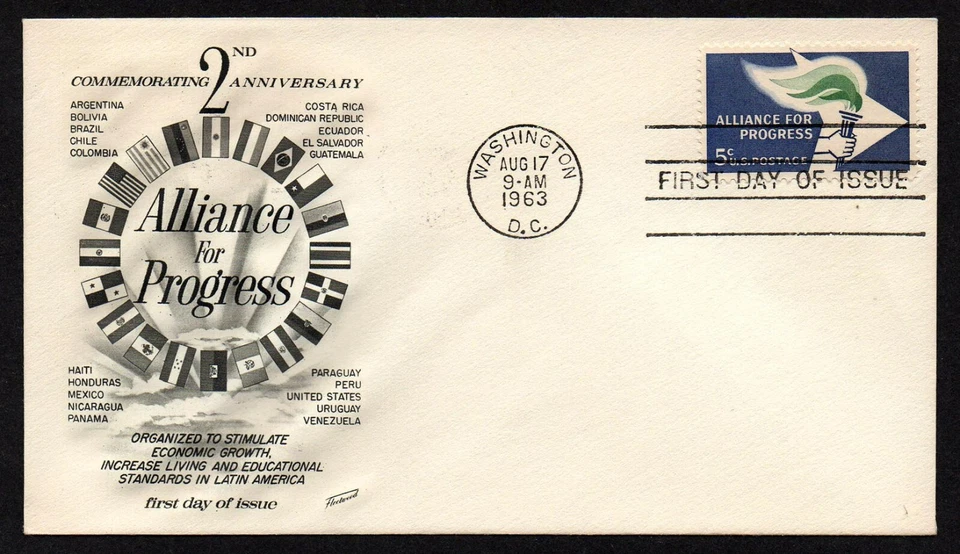 COMMEMORATING 2ND ANNIVERSARY
ARGENTINA
BOLIVIA
BRAZIL
CHILE
COLOMBIA
COSTA RICA
DOMINICAN REPUBLIC
ECUADOR
EL SALVADOR
GUATEMALA
Alliance
For
Progress
HAITI
HONDURAS
MEXICO
NICARAGUA
PANAMA
PARAGUAY
PERU
UNITED STATES
URUGUAY
VENEZUELA
ORGANIZED TO STIMULATE
ECONOMIC GROWTH,
INCREASE LIVING AND EDUCATIONAL
STANDARDS IN LATIN AMERICA
first day of issue
Fleetwood
WASHINGTON
AUG 17
9-AM
1963
D.C.
ALLIANCE FOR
PROGRESS
5c U.S. POSTAGE
FIRST DAY OF ISSUE